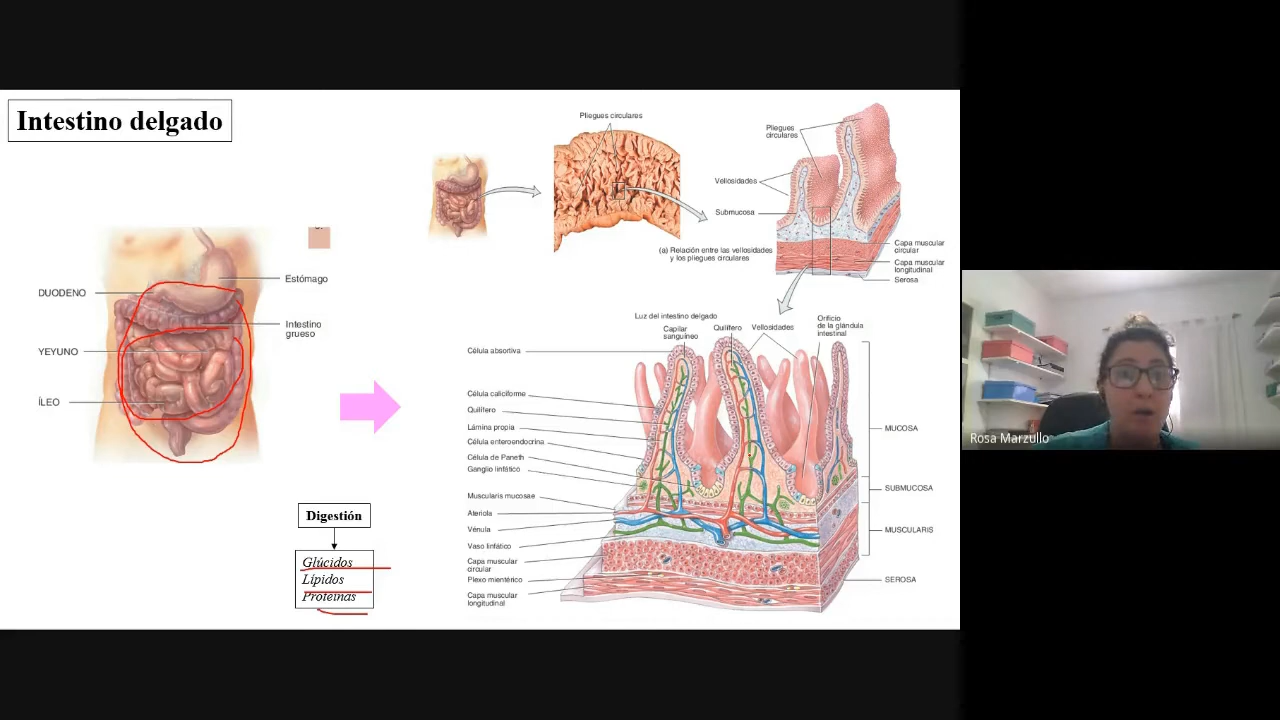 Intestino delgado
Estómago
DUODENO
Intestino
grueso
YEYUNO
ÍLEO
Digestión
Glúcidos
Lípidos
Proteínas
Pliegues circulares
Pliegues
circulares
Vellosidades
Submucosa
(a) Relación entre las vellosidades
y los pliegues circulares
Capa muscular
circular
Capa muscular
longitudinal
Serosa
Luz del intestino delgado
Capilar
sanguíneo
Quilífero
Vellosidades
Orificio
de la glándula
intestinal
Célula absortiva
Célula caliciforme
Quilífero
Lámina propia
Célula enteroendocrina
Célula de Paneth
Ganglio linfático
Muscularis mucosae
Ateriola
Vénula
Vaso linfático
Capa muscular
circular
Plexo mientérico
Capa muscular
longitudinal
MUCOSA
SUBMUCOSA
MUSCULARIS
SEROSA
Rosa Marzullo